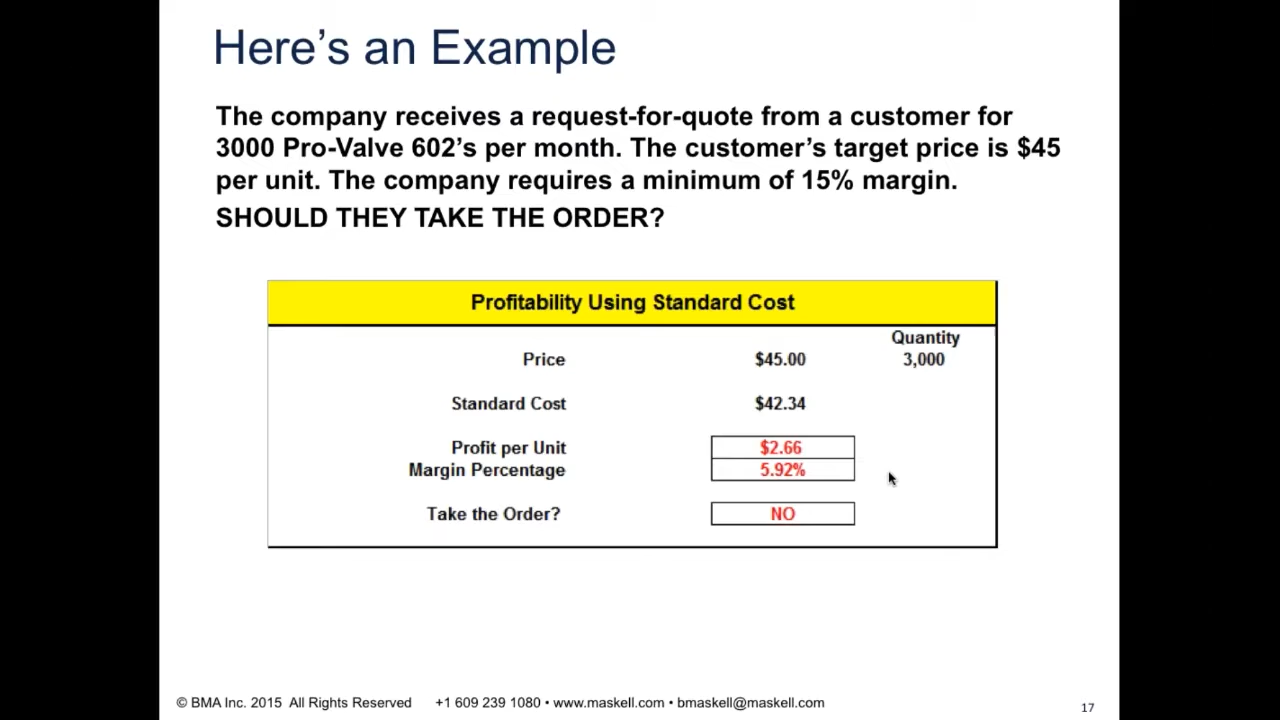 Here's an Example
The company receives a request-for-quote from a customer for
3000 Pro-Valve 602's per month. The customer's target price is $45
per unit. The company requires a minimum of 15% margin.
SHOULD THEY TAKE THE ORDER?
Profitability Using Standard Cost
Quantity
Price $45.00 3,000
Standard Cost $42.34
Profit per Unit $2.66
Margin Percentage 5.92%
Take the Order? NO
© BMA Inc. 2015 All Rights Reserved +1 609 239 1080 • www.maskell.com • bmaskell@maskell.com 17